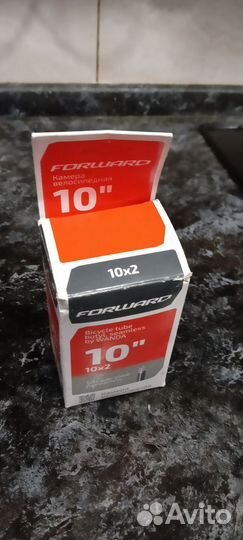 FORWARD
Камера
велосипедная
10"
10x2
FORWARD
Bicycle tube
butyl, seamless
by WANDA
10"
10x2
Avito